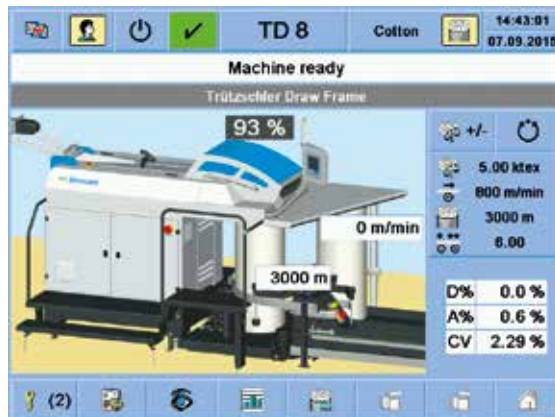 TD 8
Cotton
14:43:01
07.09.2015
Machine ready
Trützschler Draw Frame
93 %
+/-
5.00 ktex
800 m/min
3000 m
6.00
0 m/min
3000 m
D% 0.0 %
A% 0.6 %
CV 2.29 %
(2)